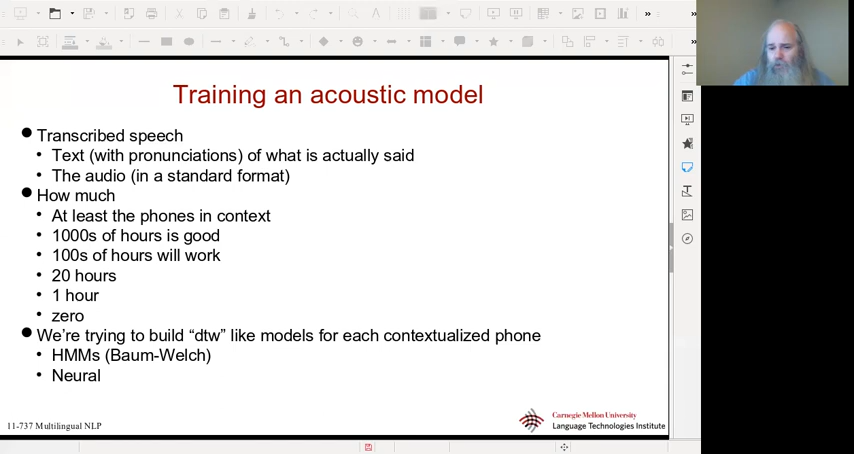 Training an acoustic model
Transcribed speech
Text (with pronunciations) of what is actually said
The audio (in a standard format)
How much
At least the phones in context
1000s of hours is good
100s of hours will work
20 hours
1 hour
zero
We're trying to build “dtw” like models for each contextualized phone
HMMs (Baum-Welch)
Neural
11-737 Multilingual NLP
Carnegie Mellon University
Language Technologies Institute